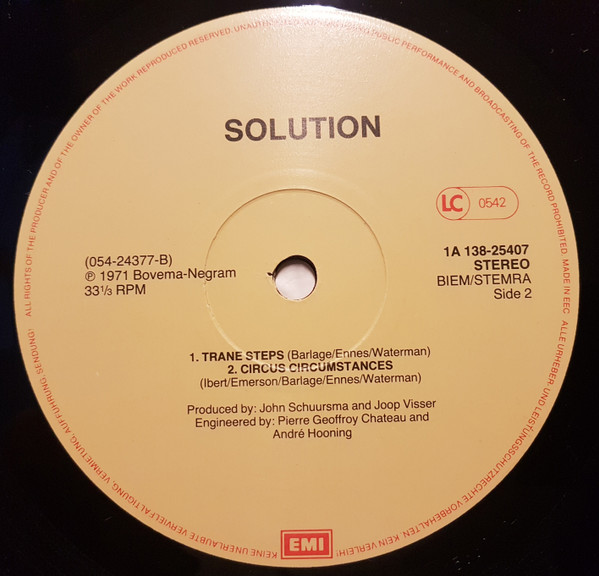 SOLUTION
LC 0542
(054-24377-B)
℗ 1971 Bovema-Negram
33 1/3 RPM
1A 138-25407
STEREO
BIEM/STEMRA
Side 2
1. TRANE STEPS (Barlage/Ennes/Waterman)
2. CIRCUS CIRCUMSTANCES
(Ibert/Emerson/Barlage/Ennes/Waterman)
Produced by: John Schuursma and Joop Visser
Engineered by: Pierre Geoffroy Chateau and
André Hooning
EMI
ALL RIGHTS OF THE PRODUCER AND OF THE OWNER OF THE WORK REPRODUCED RESERVED. UNAUTHORIZED PUBLIC PERFORMANCE AND BROADCASTING OF THE RECORD PROHIBITED. MADE IN EEC
ALLE URHEBER- UND LEISTUNGSSCHUTZRECHTE VORBEHALTEN. KEIN VERLEIH! KEINE UNERLAUBTE VERVIELFÄLTIGUNG, VERMIETUNG, AUFFÜHRUNG, SENDUNG!